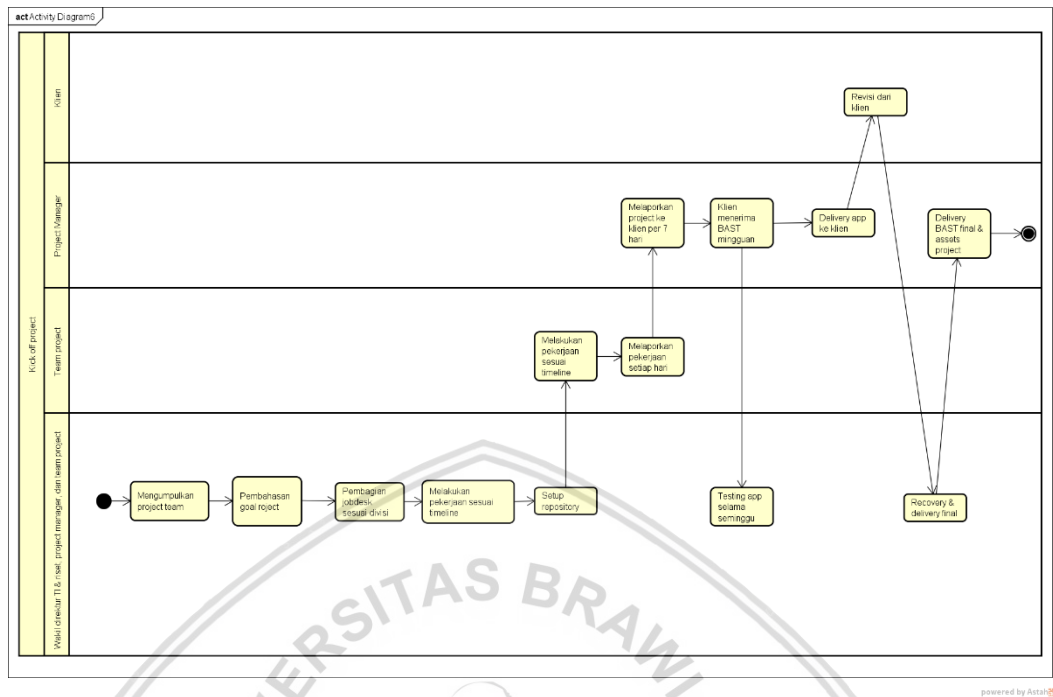 act Activity Diagram6
Kick off project
Klien
Project Manager
Team project
Wakil direktur TI & riset, project manager, dan team project
Revisi dari
klien
Melaporkan
project ke
klien per 7
hari
Klien
menerima
BAST
mingguan
Delivery app
ke klien
Delivery
BAST final &
assets
project
Melakukan
pekerjaan
sesuai
timeline
Melaporkan
pekerjaan
setiap hari
Mengumpulkan
project team
Pembahasan
goal roject
Pembagian
jobdesk
sesuai divisi
Melakukan
pekerjaan sesuai
timeline
Setup
repository
Testing app
selama
seminggu
Recovery &
delivery final
ERSITAS BRAW
powered by Astah